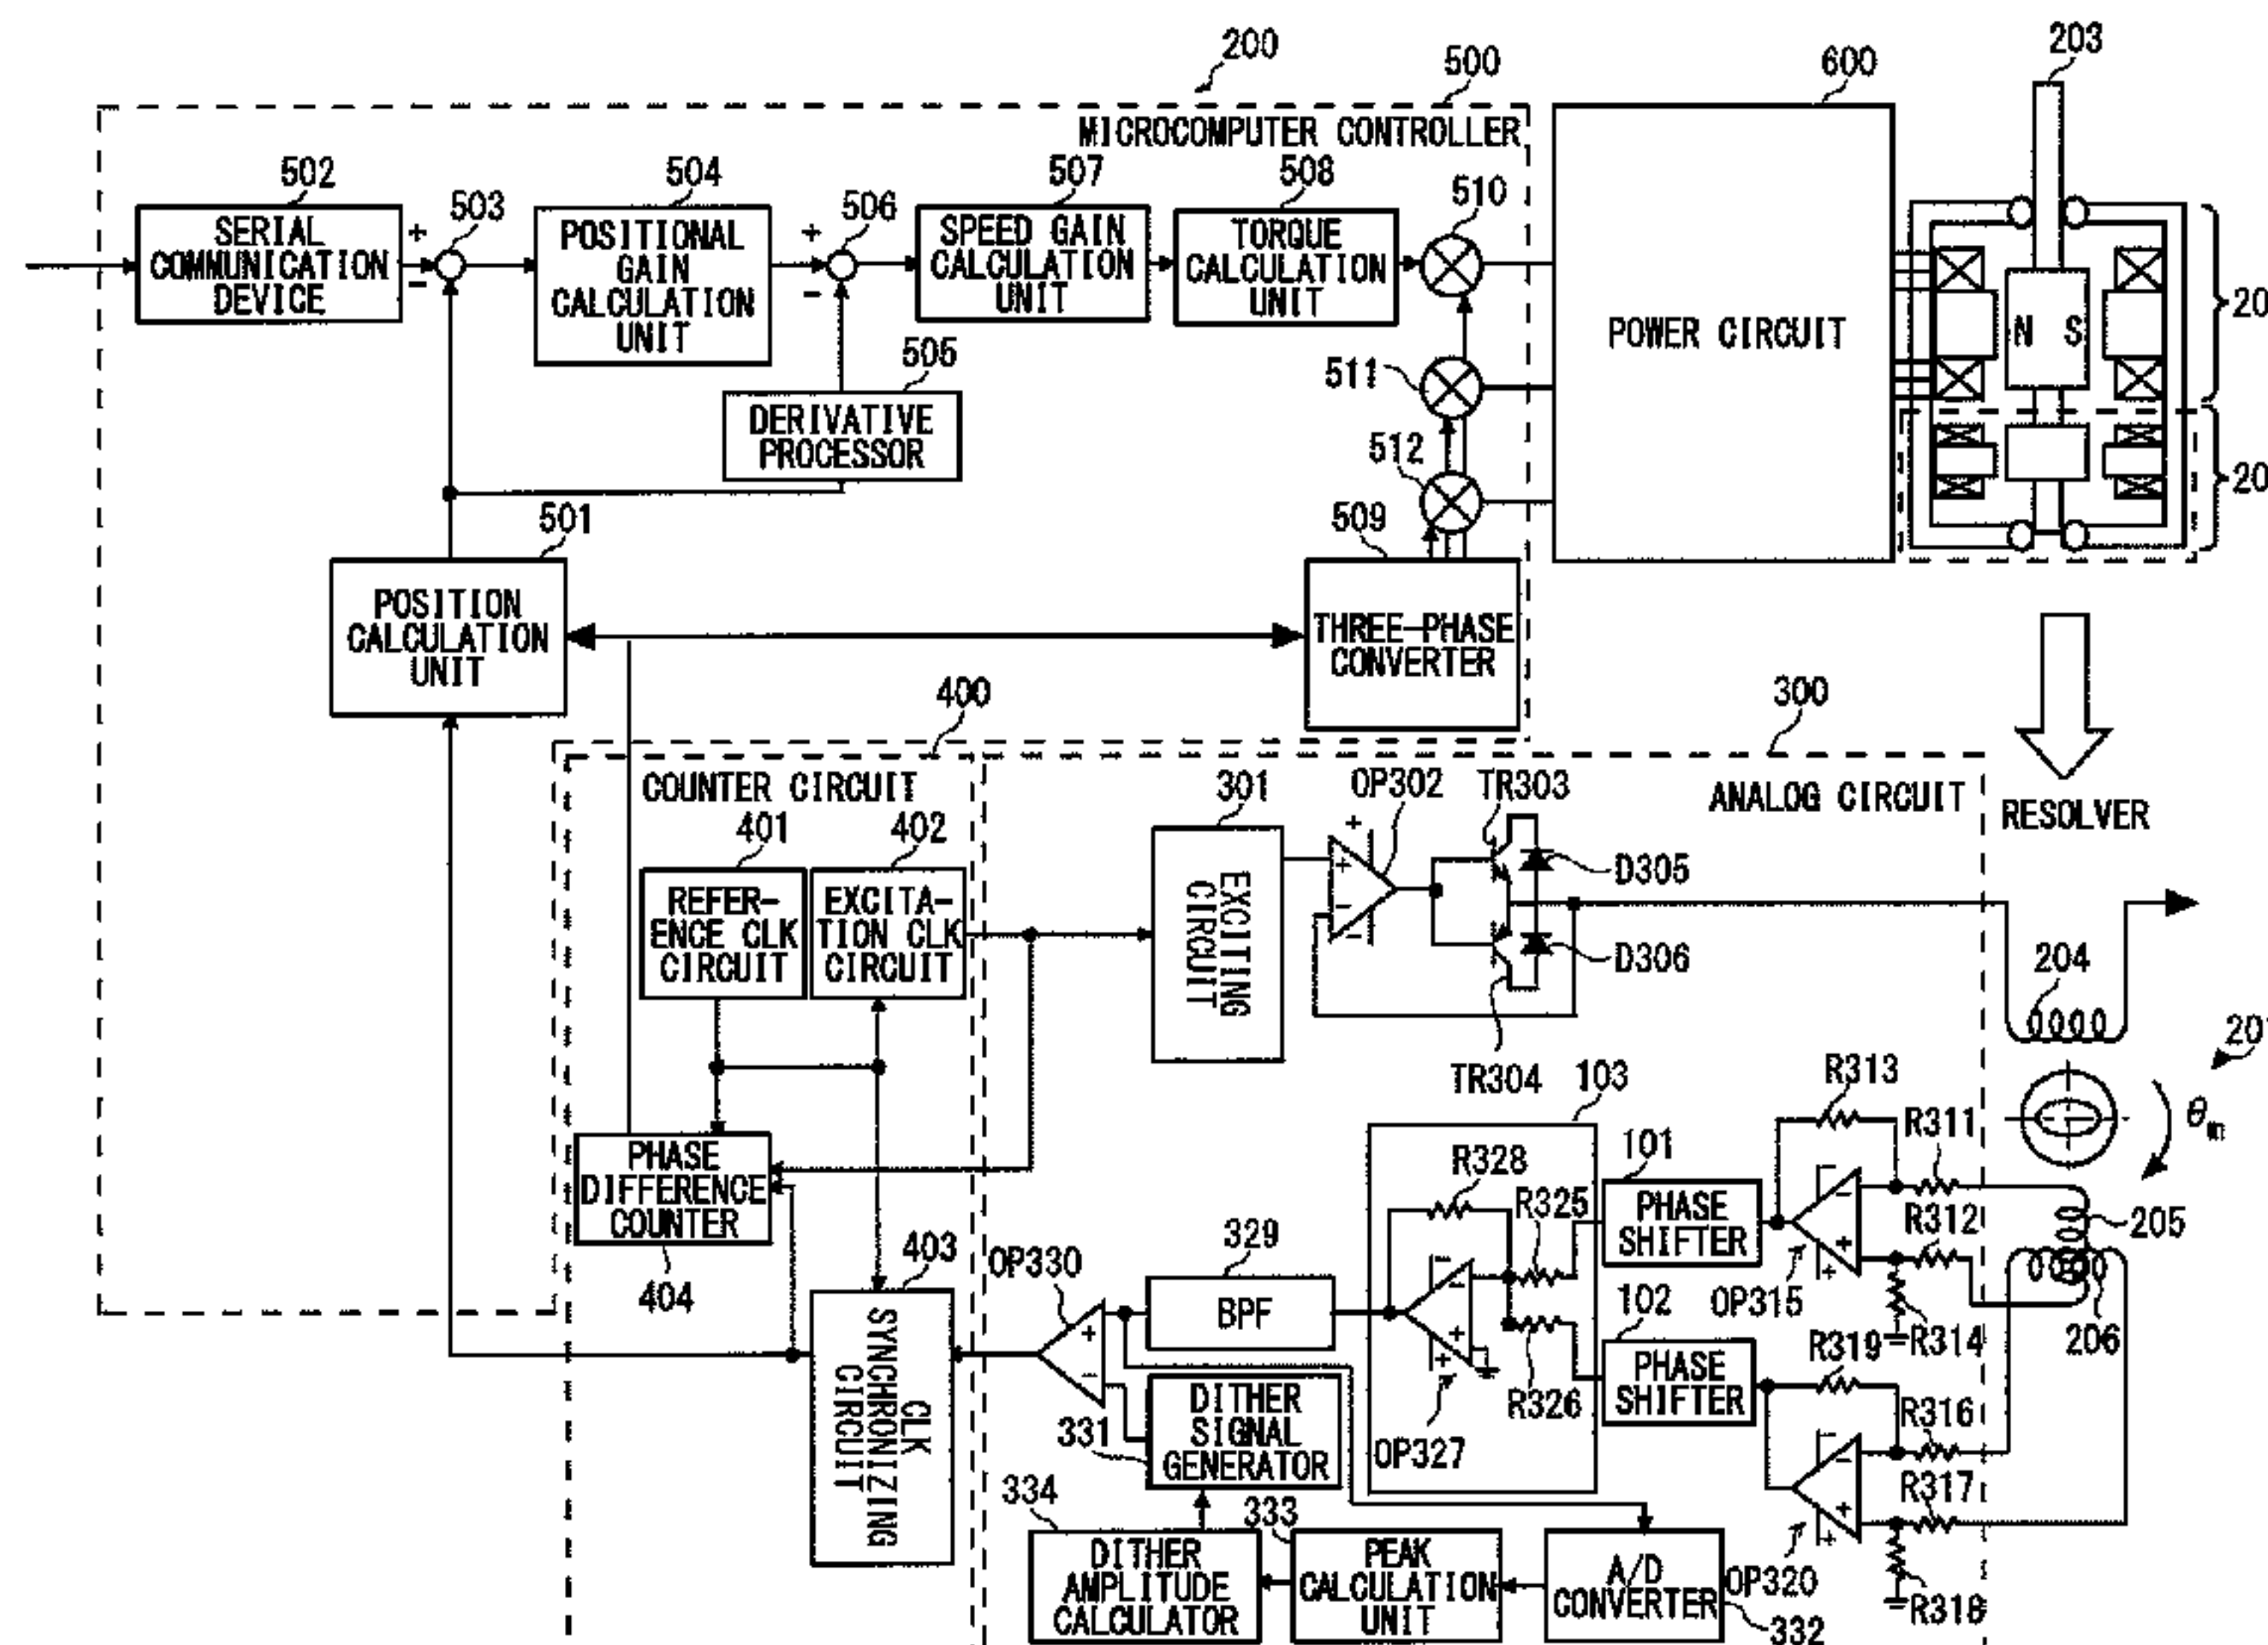 200
500
600
203
MICROCOMPUTER CONTROLLER
502
503
504
506
507
508
510
SERIAL
COMMUNICATION
DEVICE
+
-
POSITIONAL
GAIN
CALCULATION
UNIT
+
-
SPEED GAIN
CALCULATION
UNIT
TORQUE
CALCULATION
UNIT
POWER CIRCUIT
N S
20
505
511
DERIVATIVE
PROCESSOR
512
20
501
509
POSITION
CALCULATION
UNIT
THREE-PHASE
CONVERTER
400
300
COUNTER CIRCUIT
301
OP302
TR303
ANALOG CIRCUIT
RESOLVER
401
402
REFER-
ENCE CLK
CIRCUIT
EXCITA-
TION CLK
CIRCUIT
EXCITING
CIRCUIT
+
+
-
-
D305
D306
204
20
TR304
103
R313
θm
PHASE
DIFFERENCE
COUNTER
404
101
R311
R328
R325
PHASE
SHIFTER
-
-
+
+
R312
205
403
OP330
329
BPF
-
-
+
+
R326
OP327
102
OP315
R314
206
PHASE
SHIFTER
R319
CLK
SYNCHRONIZING
CIRCUIT
+
-
331
DITHER
SIGNAL
GENERATOR
R316
-
-
+
+
R317
334
333
DITHER
AMPLITUDE
CALCULATOR
PEAK
CALCULATION
UNIT
A/D
CONVERTER
OP320
R318
332